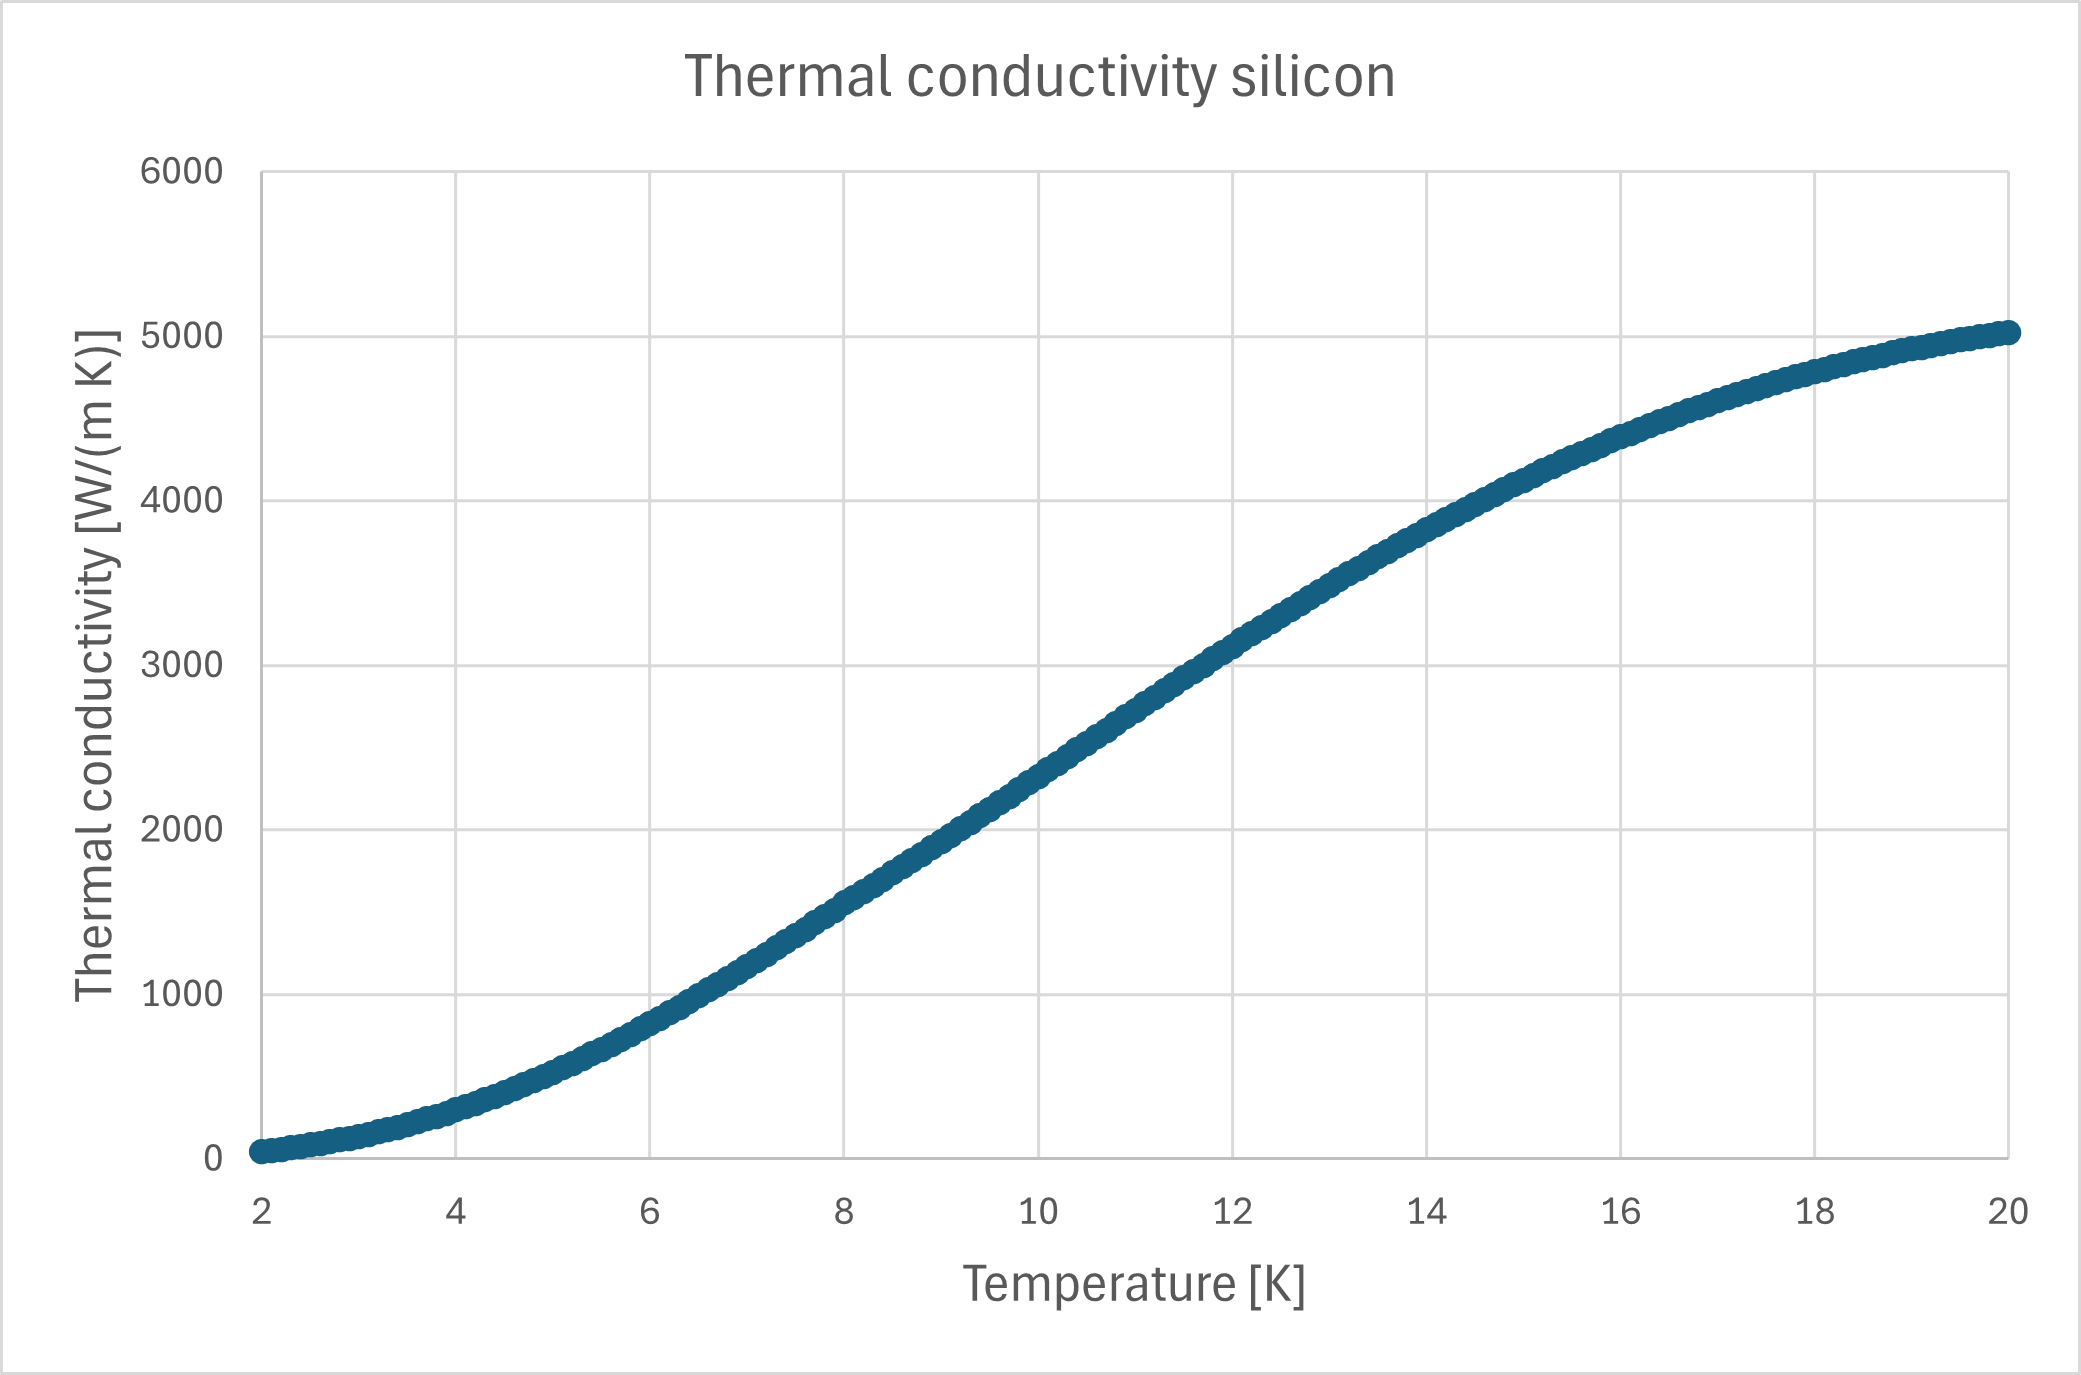 Thermal conductivity silicon
Thermal conductivity [W/(m K)]
6000
5000
4000
3000
2000
1000
0
2 4 6 8 10 12 14 16 18 20
Temperature [K]